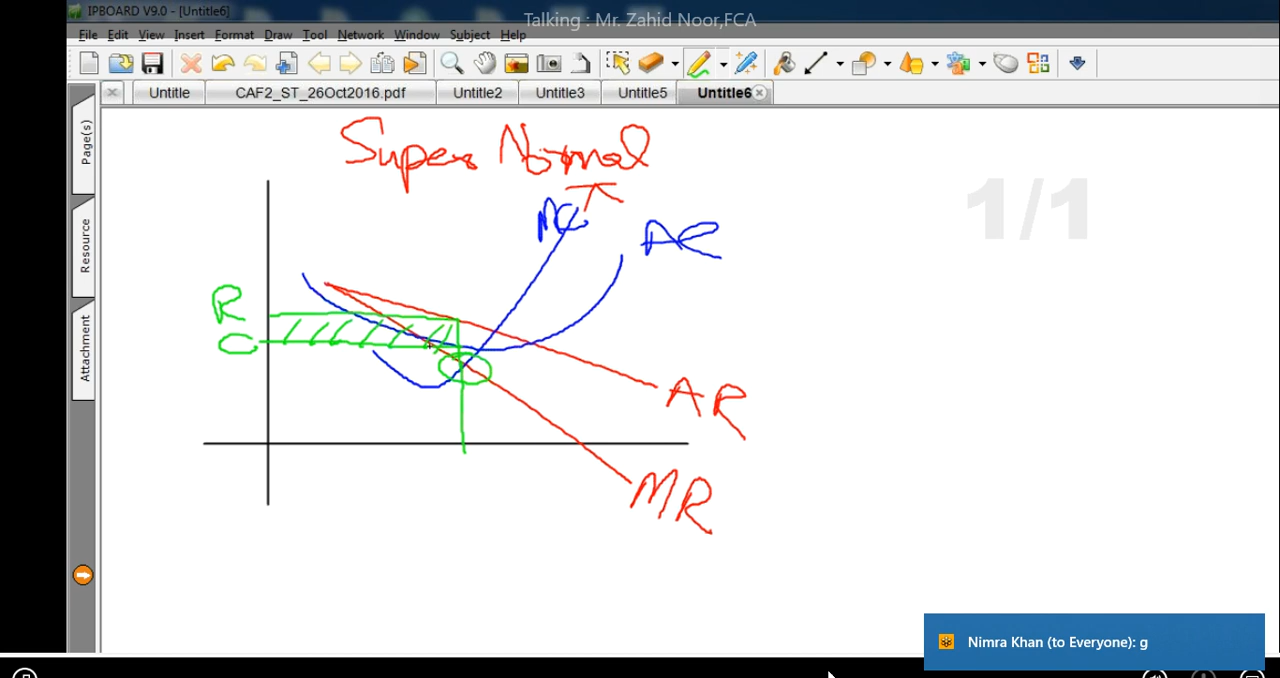 IPBOARD V9.0 - [Untitle6]
Talking : Mr. Zahid Noor,FCA
File Edit View Insert Format Draw Tool Network Window Subject Help
Untitle CAF2_ST_26Oct2016.pdf Untitle2 Untitle3 Untitle5 Untitle6
Page(s)
Resource
Attachment
Super Normal
1/1
MC
AC
R
C
AR
MR
Nimra Khan (to Everyone): g